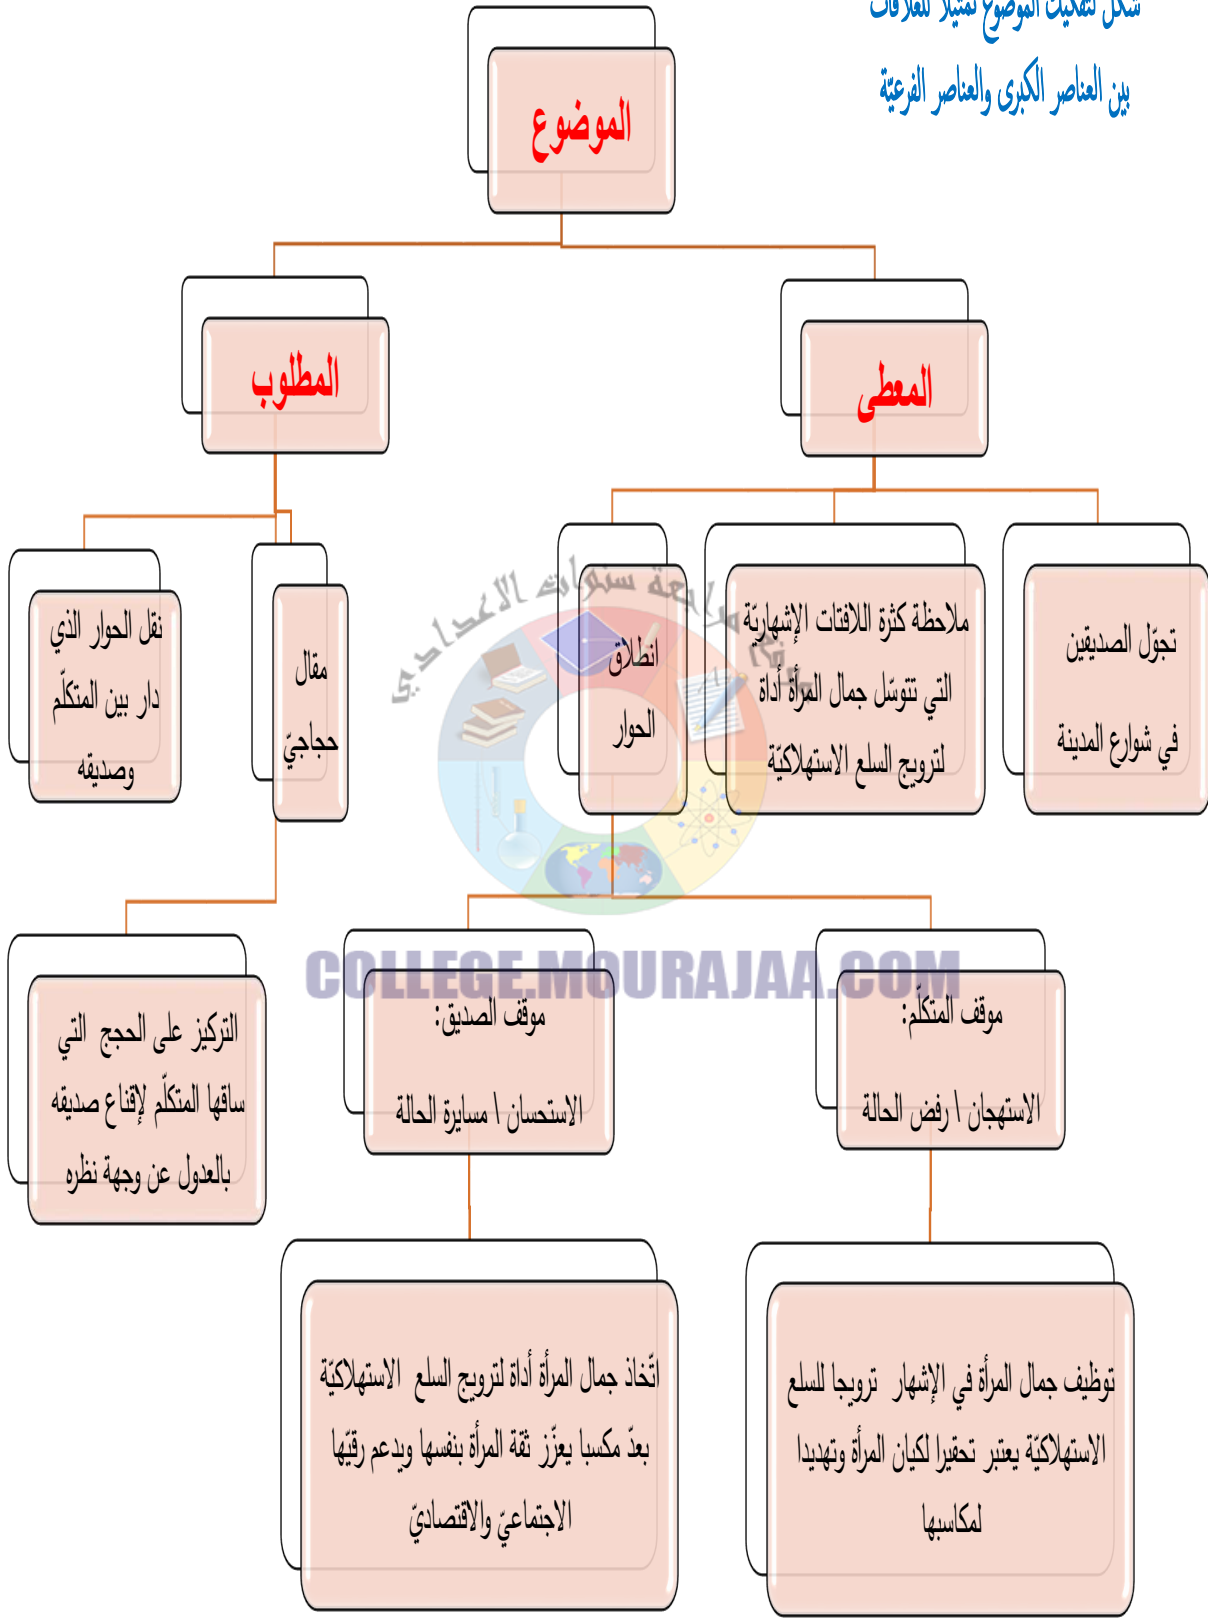 شكل لتفكيك الموضوع تمثيلا للعلاقات
بين العناصر الكبرى والعناصر الفرعيّة
الموضوع
المعطى
المطلوب
تجوّل الصديقين
في شوارع المدينة
ملاحظة كثرة اللافتات الإشهاريّة
التي تتوسّل جمال المرأة أداة
لترويج السلع الاستهلاكيّة
انطلاق
الحوار
مقال
حجاجيّ
نقل الحوار الذي
دار بين المتكلّم
وصديقه
موقع مراجعة سنوات الاعدادي
COLLEGE.MOURAJAA.COM
موقف المتكلّم:
الاستهجان \ رفض الحالة
موقف الصديق:
الاستحسان \ مسايرة الحالة
التركيز على الحجج التي
ساقها المتكلّم لإقناع صديقه
بالعدول عن وجهة نظره
توظيف جمال المرأة في الإشهار ترويجا للسلع
الاستهلاكيّة يعتبر تحقيرا لكيان المرأة وتهديدا
لمكاسبها
اتّخاذ جمال المرأة أداة لترويج السلع الاستهلاكيّة
بعدّ مكسبا يعزّز ثقة المرأة بنفسها ويدعم رقيّها
الاجتماعيّ والاقتصاديّ